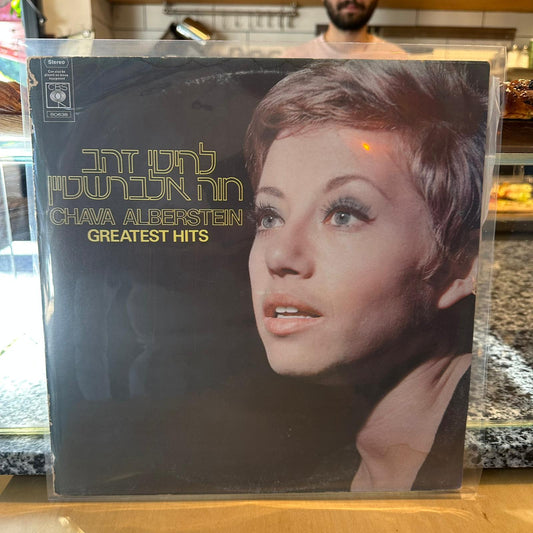 Stereo
CBS
להיטי זהב
חוה אלברשטיין
CHAVA ALBERSTEIN
GREATEST HITS